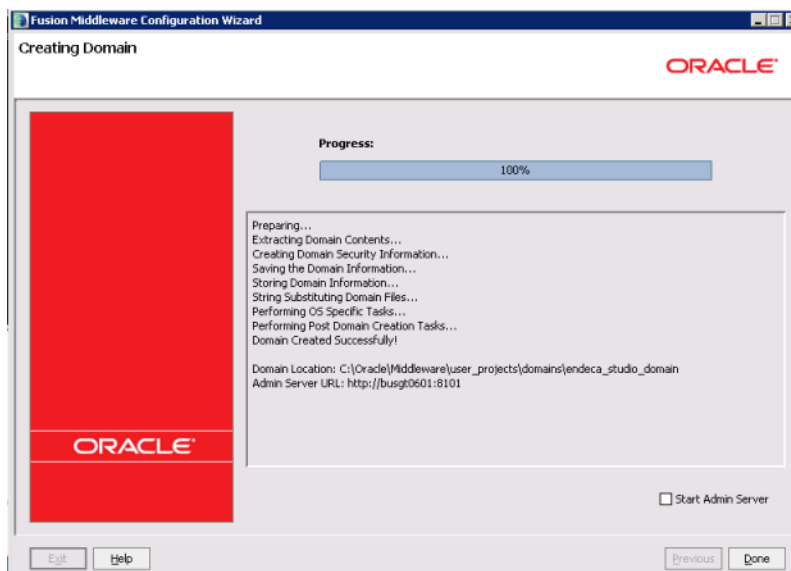 Fusion Middleware Configuration Wizard
Creating Domain
ORACLE
Progress:
100%
Preparing...
Extracting Domain Contents...
Creating Domain Security Information...
Saving the Domain Information...
Storing Domain Information...
String Substituting Domain Files...
Performing OS Specific Tasks...
Performing Post Domain Creation Tasks...
Domain Created Successfully!
Domain Location: C:\Oracle\Middleware\user_projects\domains\endeca_studio_domain
Admin Server URL: http://busgt0601:8101
ORACLE
Start Admin Server
Exit Help Previous Done